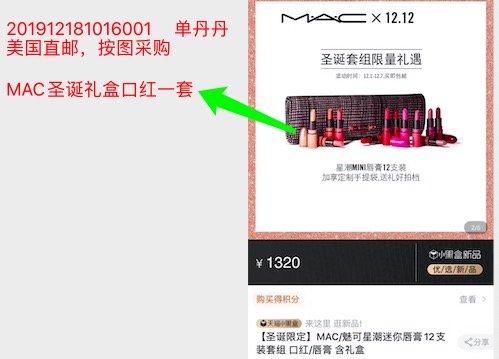 201912181016001 单丹丹
美国直邮，按图采购
MAC圣诞礼盒口红一套
MAC × 12.12
圣诞套组限量礼遇
活动时间：12.1-12.7,买即包邮
星潮MINI唇膏12支装
加享定制手提袋,送礼好拍档
2/5
¥ 1320
小黑盒新品
优/选/新/品
购买得积分
查看 >
天猫小黑盒 来这里 逛新品!
分享
【圣诞限定】MAC/魅可星潮迷你唇膏12支
装套组 口红/唇膏 含礼盒